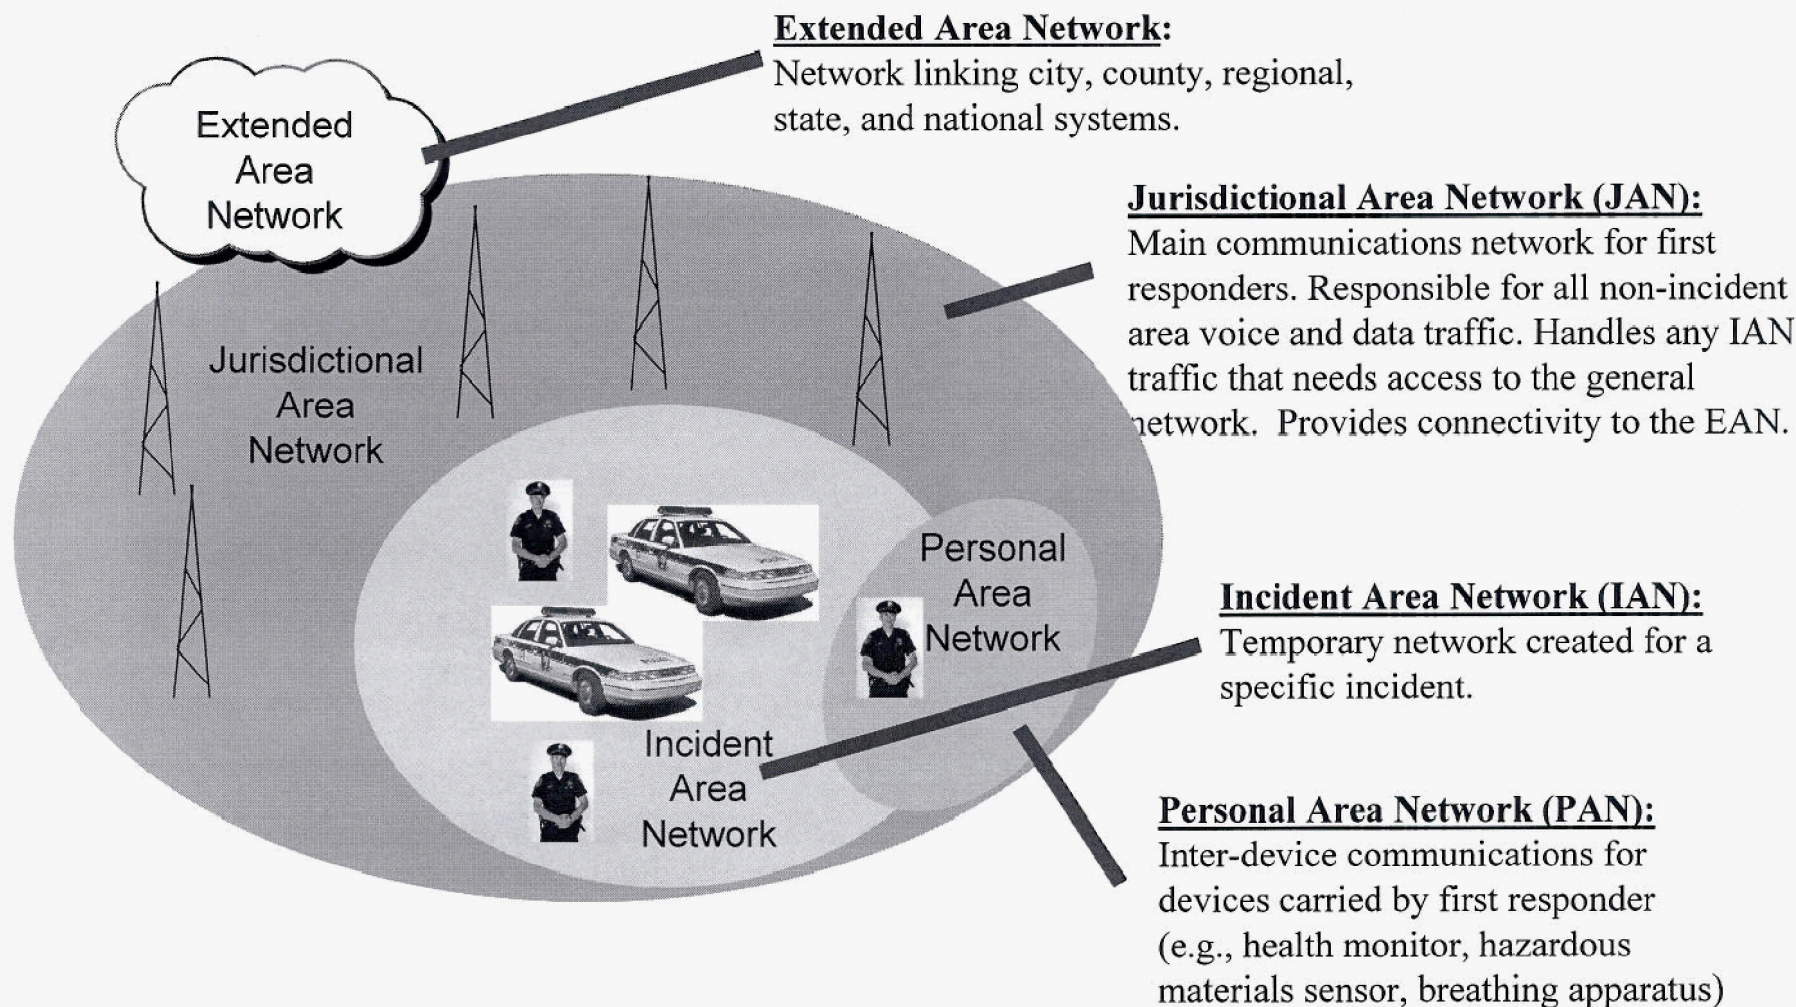 Extended Area Network:
Network linking city, county, regional,
state, and national systems.
Extended
Area
Network
Jurisdictional Area Network (JAN):
Main communications network for first
responders. Responsible for all non-incident
area voice and data traffic. Handles any IAN
traffic that needs access to the general
network. Provides connectivity to the EAN.
Jurisdictional
Area
Network
Personal
Area
Network
Incident Area Network (IAN):
Temporary network created for a
specific incident.
Incident
Area
Network
Personal Area Network (PAN):
Inter-device communications for
devices carried by first responder
(e.g., health monitor, hazardous
materials sensor, breathing apparatus)